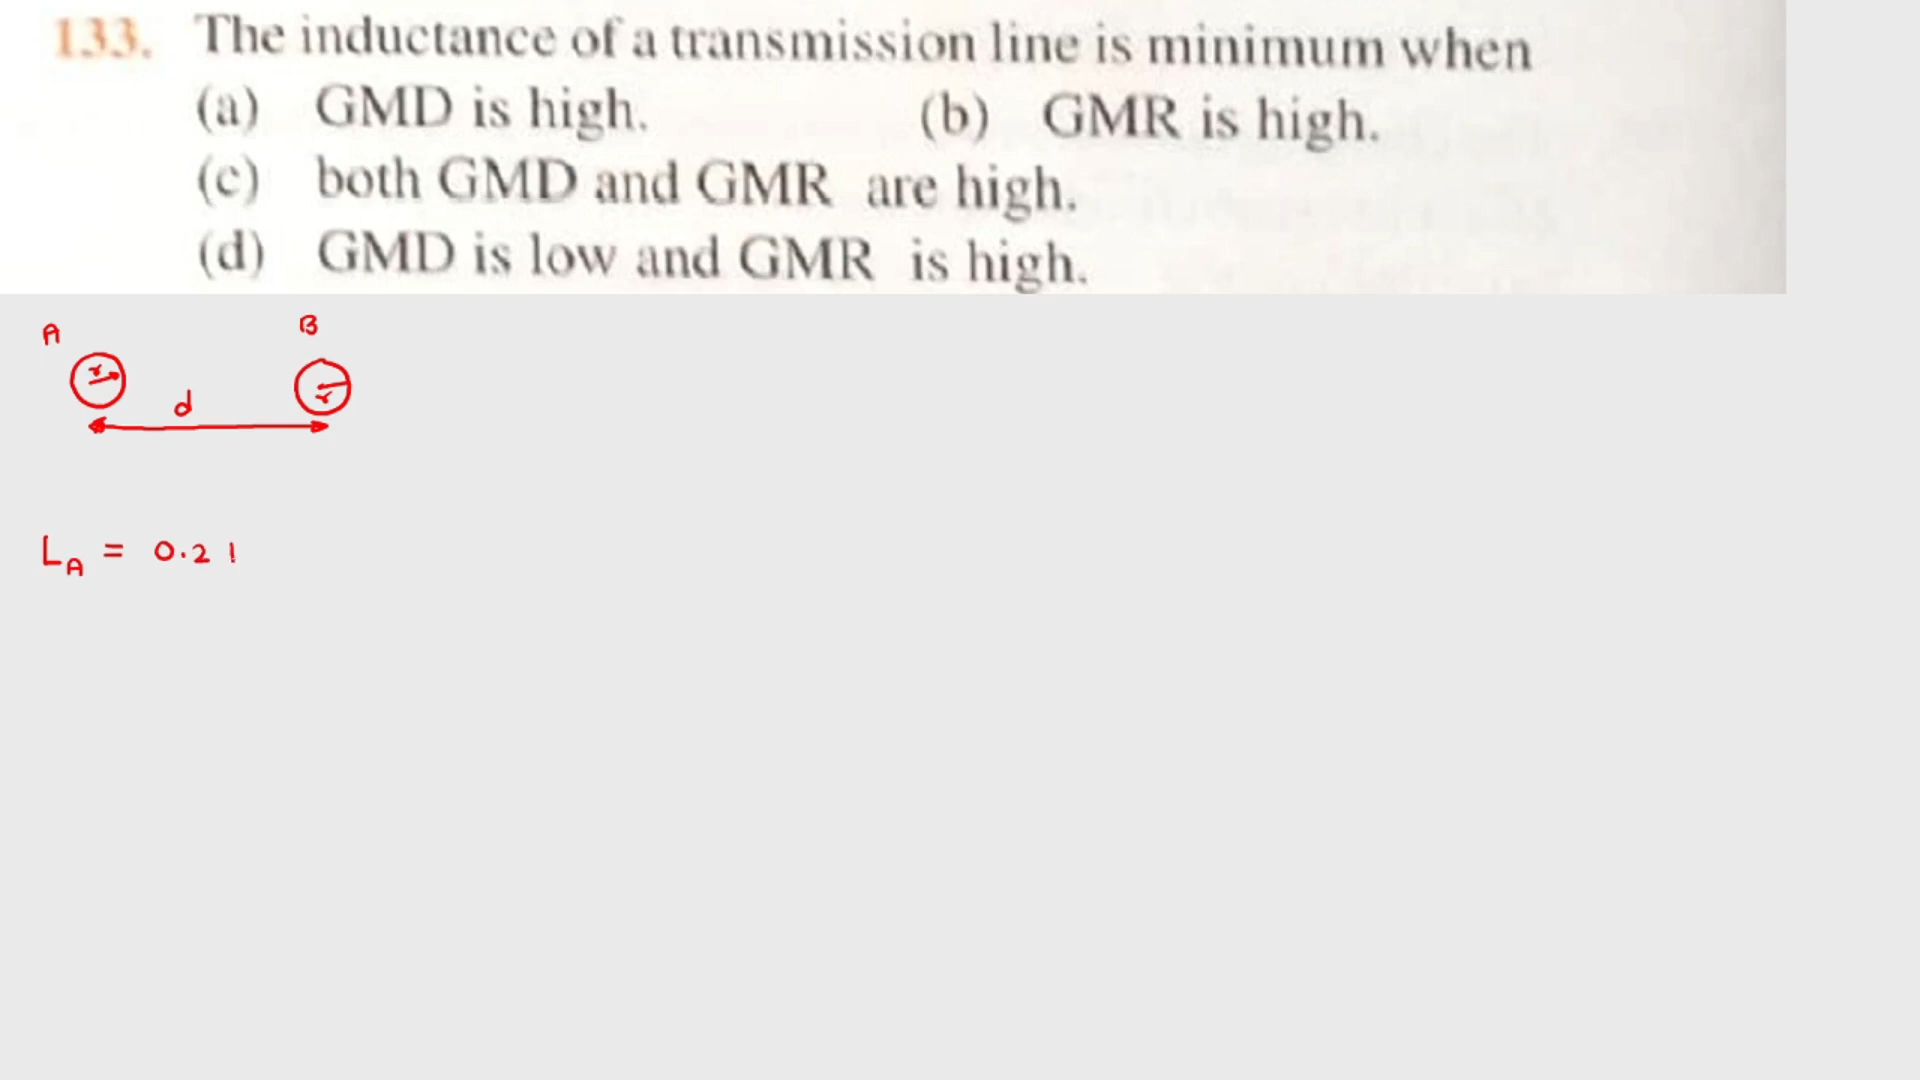 133. The inductance of a transmission line is minimum when
(a) GMD is high. (b) GMR is high.
(c) both GMD and GMR are high.
(d) GMD is low and GMR is high.
A B
r r
d
L_A = 0.2 l